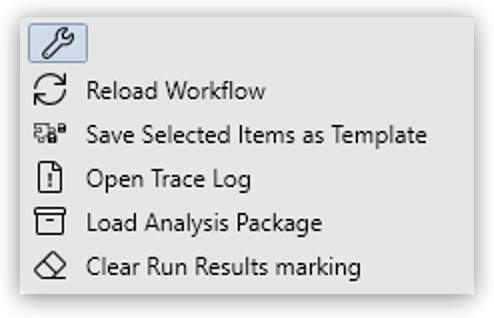 Reload Workflow
Save Selected Items as Template
Open Trace Log
Load Analysis Package
Clear Run Results marking